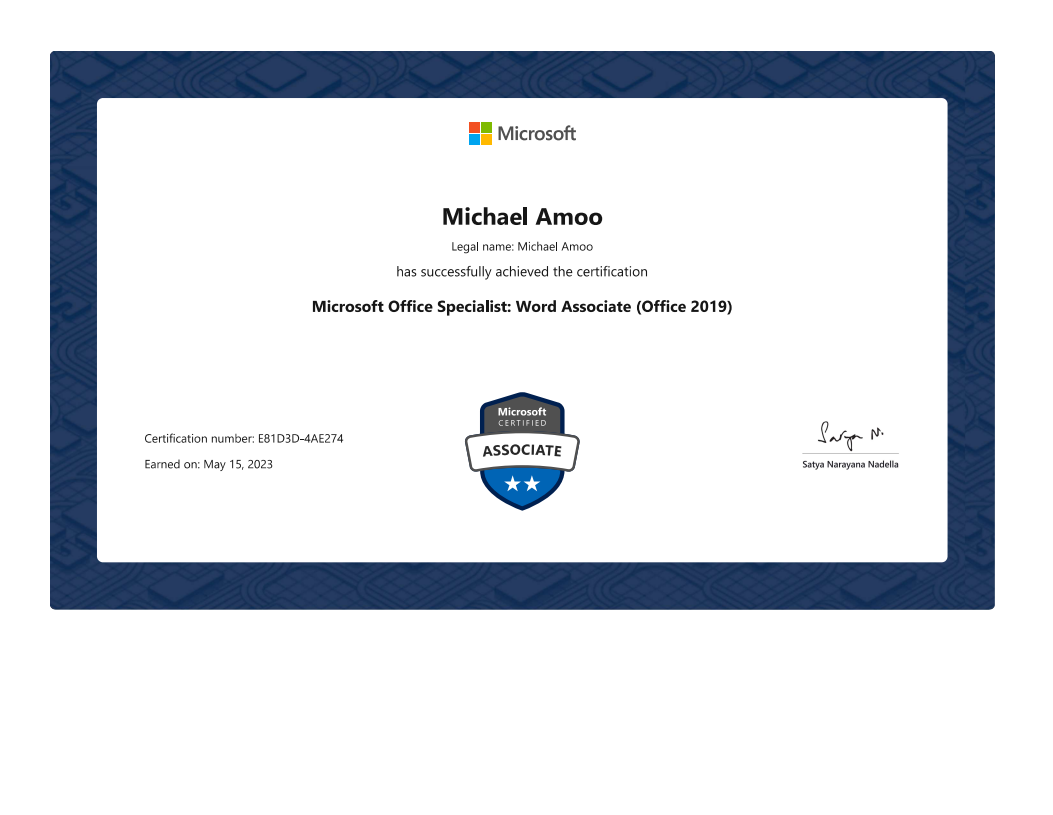 Microsoft
Michael Amoo
Legal name: Michael Amoo
has successfully achieved the certification
Microsoft Office Specialist: Word Associate (Office 2019)
Microsoft
CERTIFIED
ASSOCIATE
Certification number: E81D3D-4AE274
Earned on: May 15, 2023
Satya N.
Satya Narayana Nadella